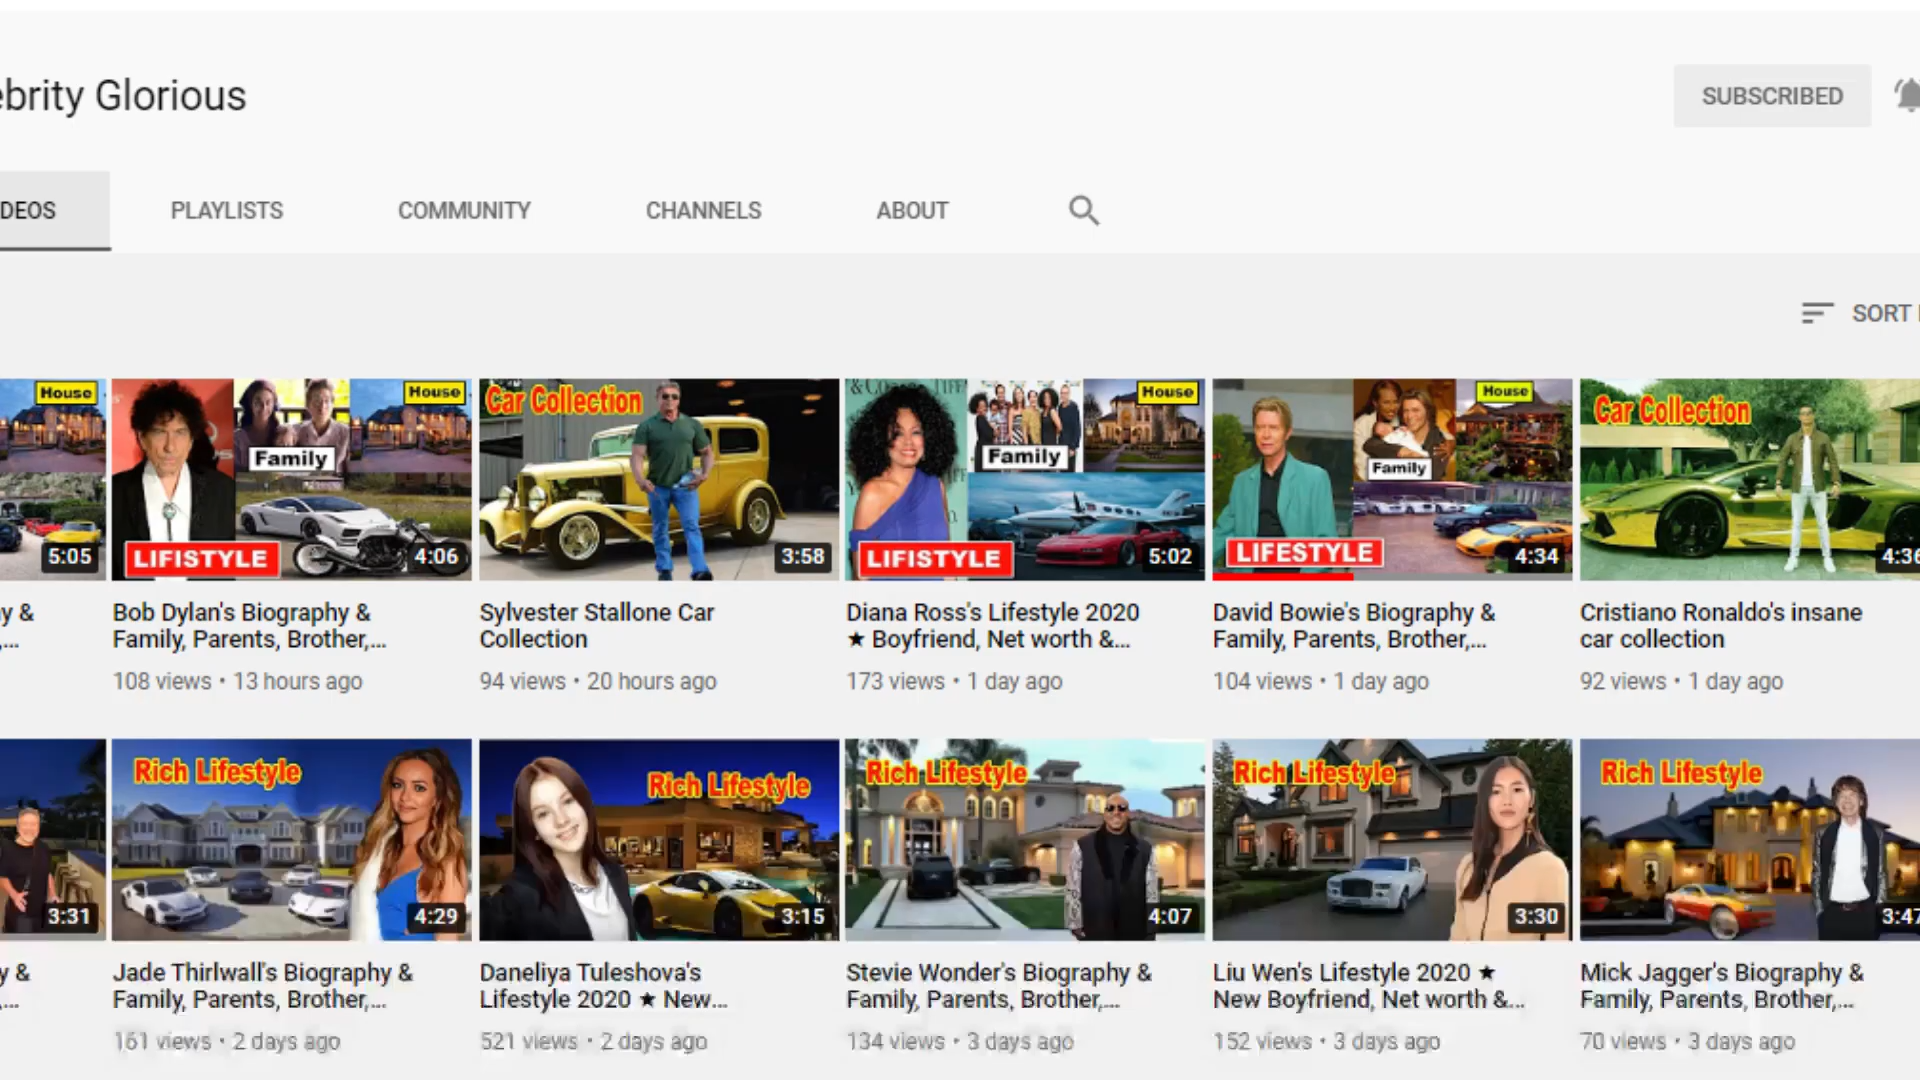 ebrity Glorious
SUBSCRIBED
DEOS
PLAYLISTS
COMMUNITY
CHANNELS
ABOUT
SORT
House
5:05
House
Family
LIFISTYLE
4:06
Car Collection
3:58
House
Family
LIFISTYLE
5:02
House
Family
LIFESTYLE
4:34
Car Collection
4:36
y &
,...
Bob Dylan's Biography &
Family, Parents, Brother,...
108 views • 13 hours ago
Sylvester Stallone Car
Collection
94 views • 20 hours ago
Diana Ross's Lifestyle 2020
★ Boyfriend, Net worth &...
173 views • 1 day ago
David Bowie's Biography &
Family, Parents, Brother,...
104 views • 1 day ago
Cristiano Ronaldo's insane
car collection
92 views • 1 day ago
3:31
Rich Lifestyle
4:29
Rich Lifestyle
3:15
Rich Lifestyle
4:07
Rich Lifestyle
3:30
Rich Lifestyle
3:47
y &
,...
Jade Thirlwall's Biography &
Family, Parents, Brother,...
161 views • 2 days ago
Daneliya Tuleshova's
Lifestyle 2020 ★ New...
521 views • 2 days ago
Stevie Wonder's Biography &
Family, Parents, Brother,...
134 views • 3 days ago
Liu Wen's Lifestyle 2020 ★
New Boyfriend, Net worth &...
152 views • 3 days ago
Mick Jagger's Biography &
Family, Parents, Brother,...
70 views • 3 days ago